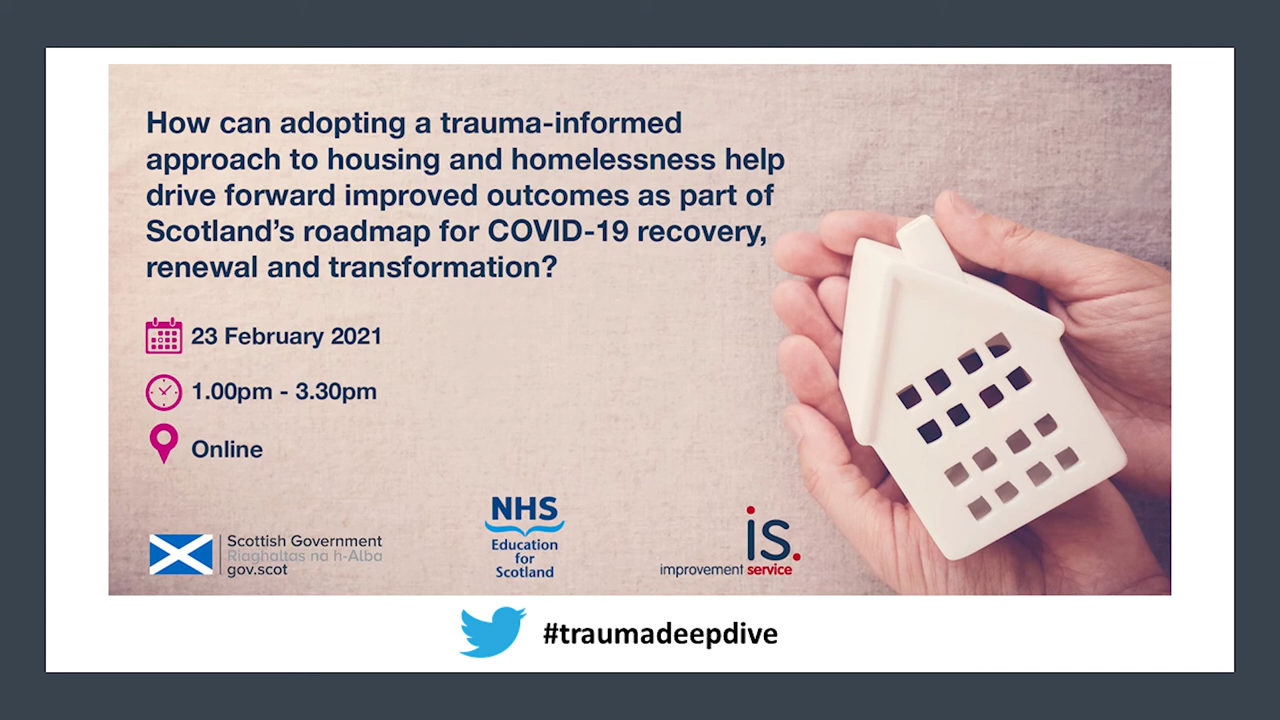 How can adopting a trauma-informed
approach to housing and homelessness help
drive forward improved outcomes as part of
Scotland's roadmap for COVID-19 recovery,
renewal and transformation?
23 February 2021
1.00pm - 3.30pm
Online
Scottish Government
Riaghaltas na h-Alba
gov.scot
NHS
Education
for
Scotland
is.
improvement service
#traumadeepdive